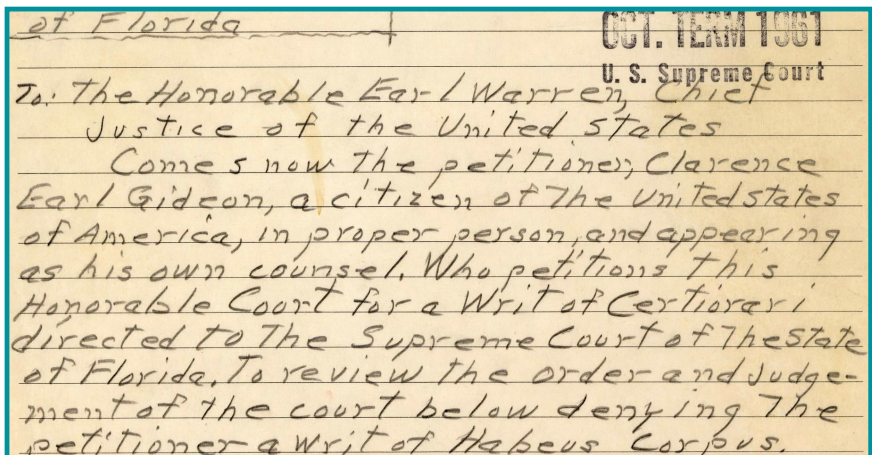 of Florida
OCT. TERM 1961
U. S. Supreme Court
To: The Honorable Earl Warren, Chief
Justice of the United States
Comes now the petitioner, Clarence
Earl Gideon, a citizen of The United states
of America, in proper person, and appearing
as his own counsel. Who petitions this
Honorable Court for a Writ of Certiorari
directed to The Supreme Court of The State
of Florida. To review the order and Judge-
ment of the court below denying The
petitioner a writ of Habeus Corpus.